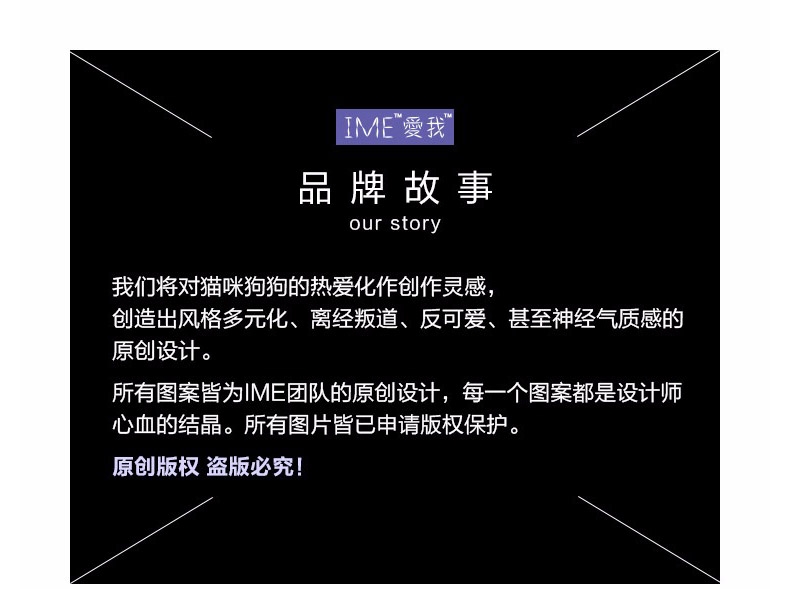 IME™愛我™
品牌故事
our story
我们将对猫咪狗狗的热爱化作创作灵感，
创造出风格多元化、离经叛道、反可爱、甚至神经气质感的
原创设计。
所有图案皆为IME团队的原创设计，每一个图案都是设计师
心血的结晶。所有图片皆已申请版权保护。
原创版权 盗版必究！